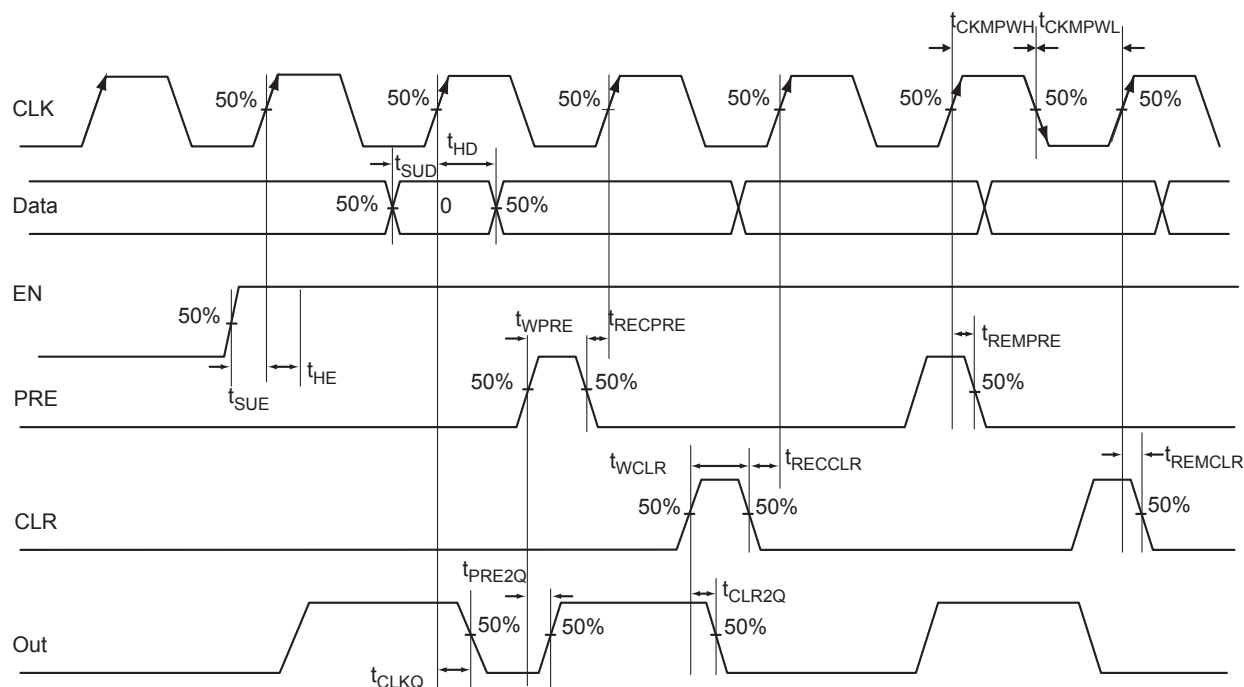 tCKMPWH tCKMPWL
CLK 50% 50% 50% 50% 50% 50% 50%
tSUD tHD
Data 50% 0 50%
EN
50%
tWPRE tRECPRE tREMPRE
tSUE tHE
PRE 50% 50% 50%
tWCLR tRECCLR tREMCLR
CLR 50% 50% 50%
tPRE2Q tCLR2Q
Out 50% 50% 50%
tCLKQ